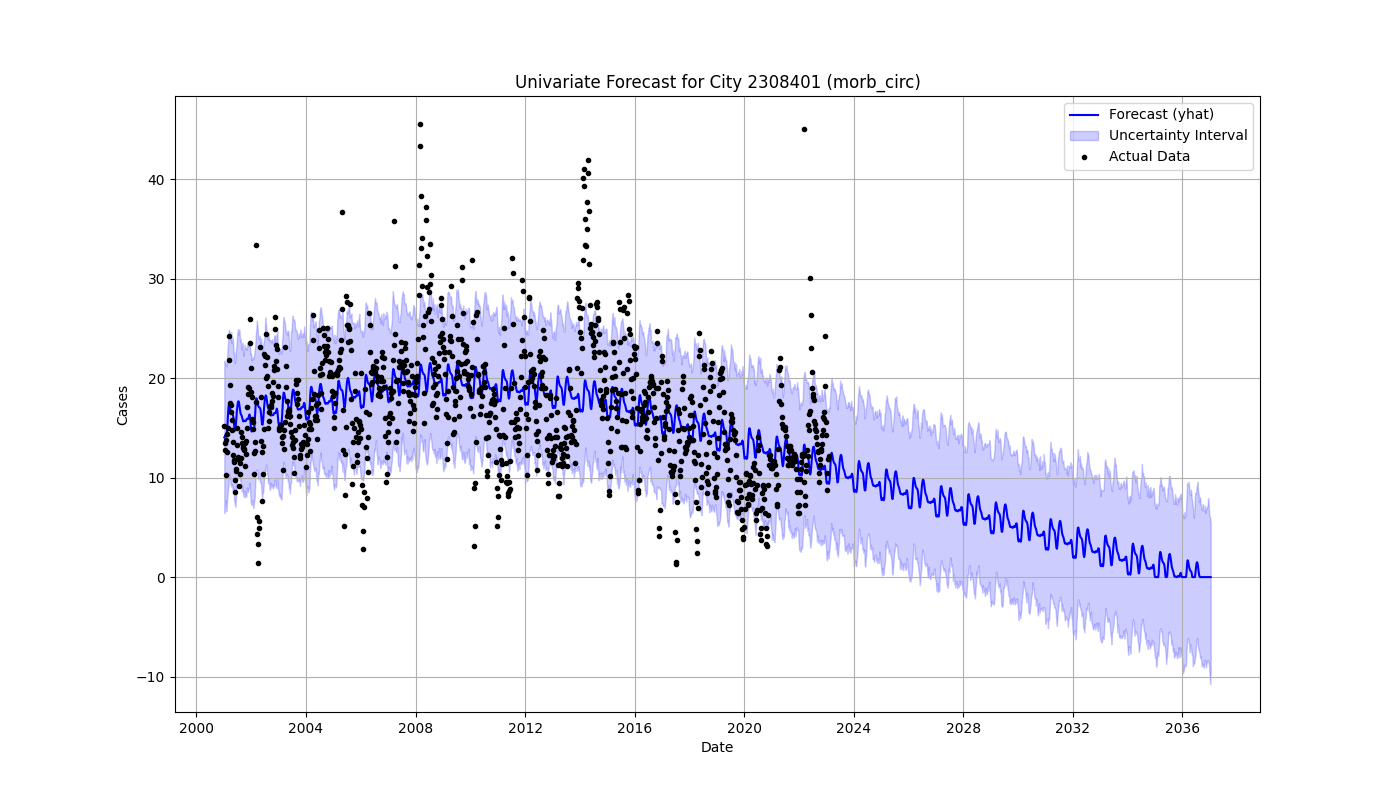 Univariate Forecast for City 2308401 (morb_circ)
Forecast (yhat)
Uncertainty Interval
Actual Data
Cases
40
30
20
10
0
−10
2000 2004 2008 2012 2016 2020 2024 2028 2032 2036
Date